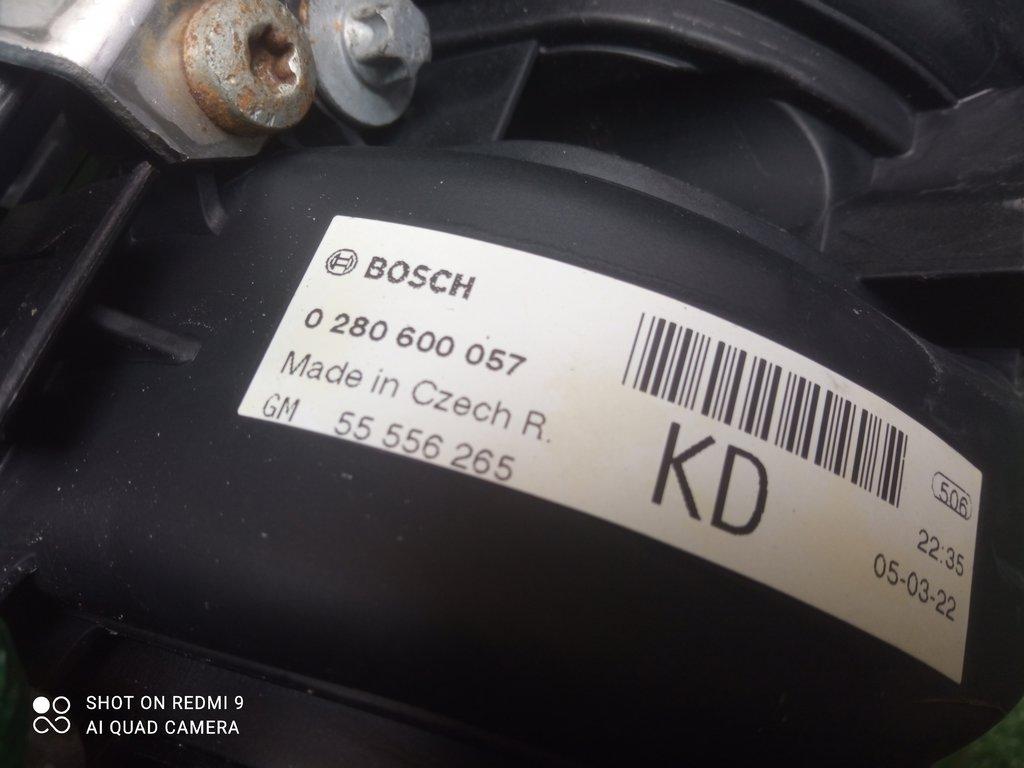 BOSCH
0 280 600 057
Made in Czech R.
GM 55 556 265
KD
506
22:35
05-03-22
SHOT ON REDMI 9
AI QUAD CAMERA